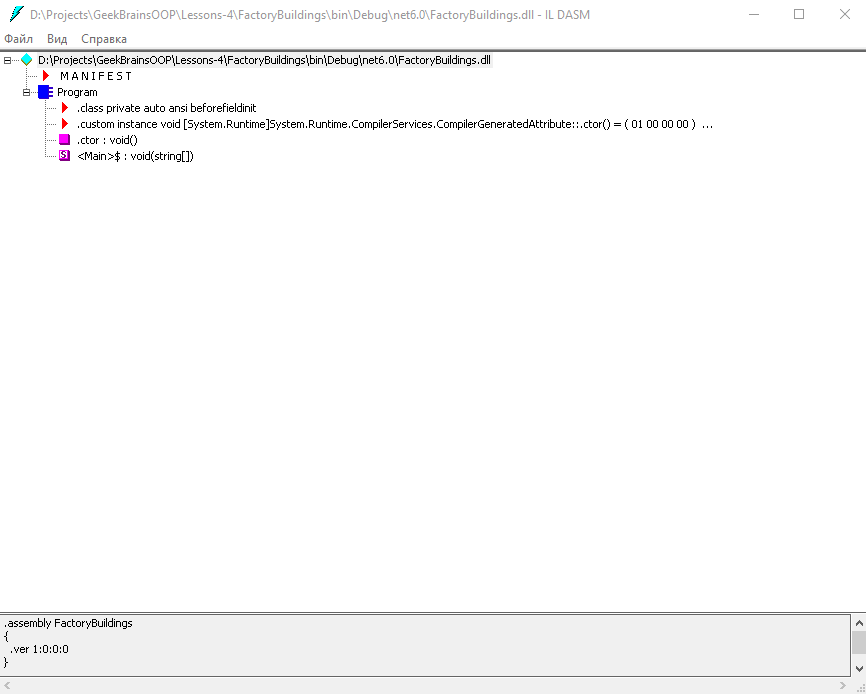 D:\Projects\GeekBrainsOOP\Lessons-4\FactoryBuildings\bin\Debug\net6.0\FactoryBuildings.dll - IL DASM
Файл Вид Справка
D:\Projects\GeekBrainsOOP\Lessons-4\FactoryBuildings\bin\Debug\net6.0\FactoryBuildings.dll
M A N I F E S T
Program
.class private auto ansi beforefieldinit
.custom instance void [System.Runtime]System.Runtime.CompilerServices.CompilerGeneratedAttribute::.ctor() = ( 01 00 00 00 ) ...
.ctor : void()
S <Main>$ : void(string[])
.assembly FactoryBuildings
{
.ver 1:0:0:0
}